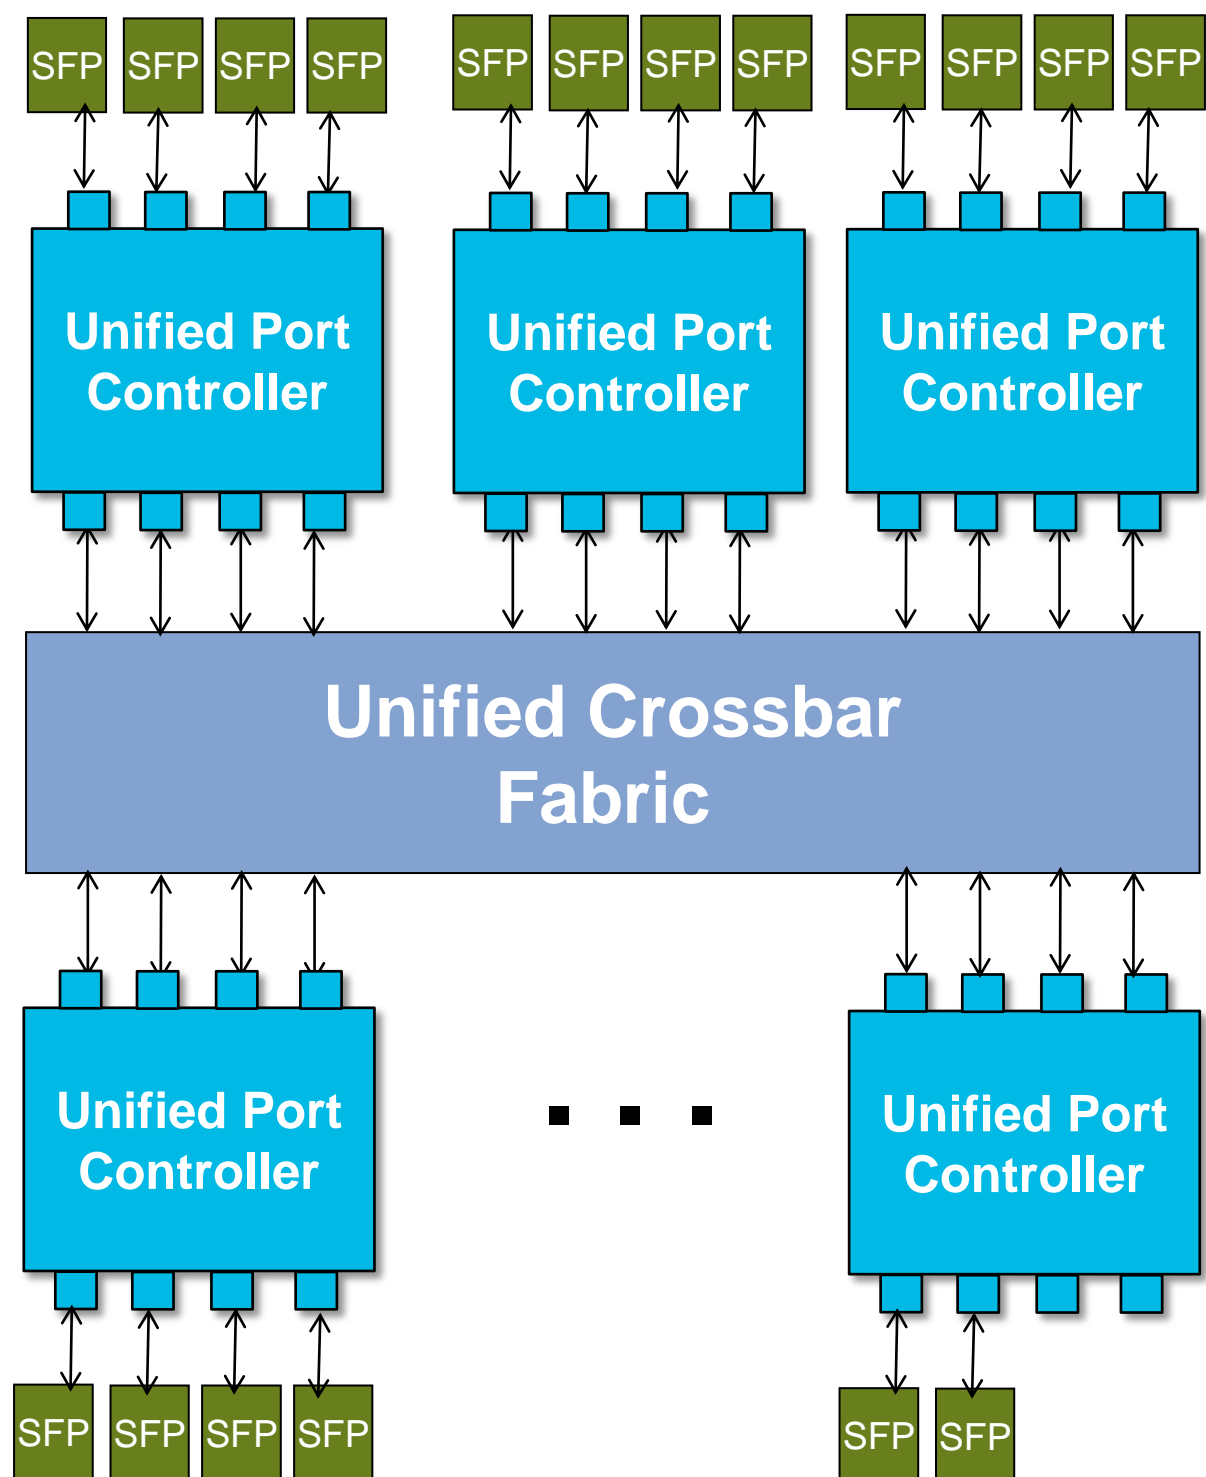 SFP SFP SFP SFP SFP SFP SFP SFP SFP SFP SFP SFP
Unified Port
Controller
Unified Port
Controller
Unified Port
Controller
Unified Crossbar
Fabric
Unified Port
Controller
. . .
Unified Port
Controller
SFP SFP SFP SFP SFP SFP